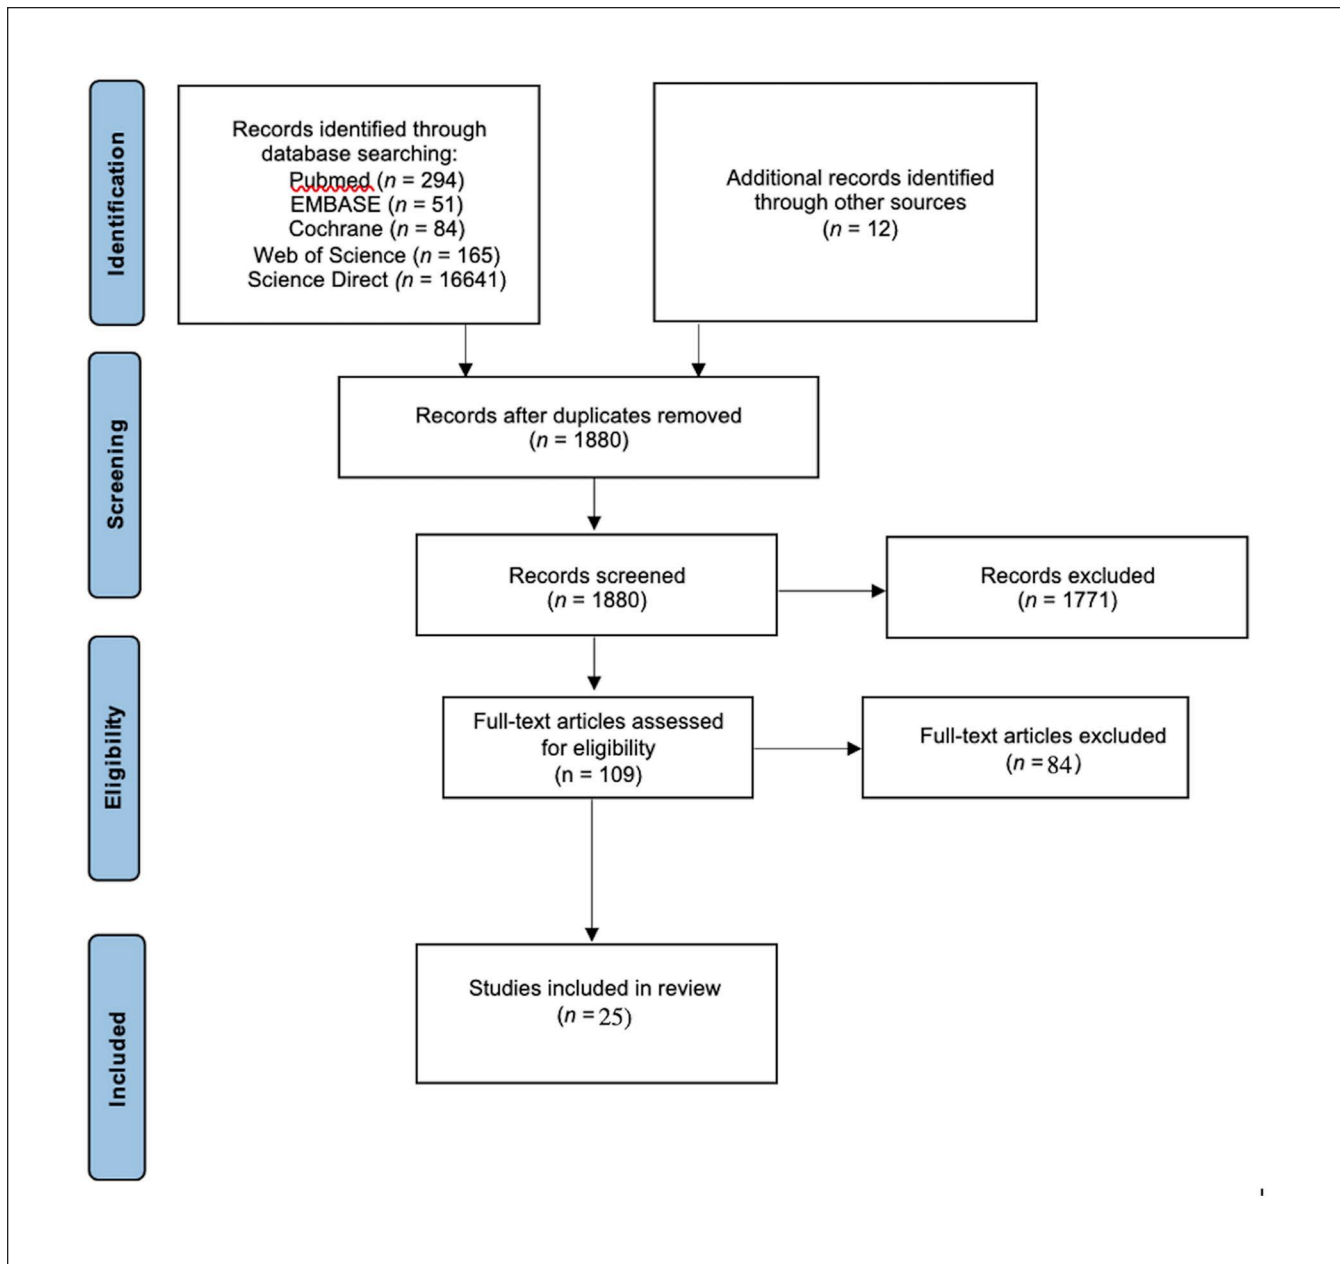 Identification
Records identified through
database searching:
Pubmed (n = 294)
EMBASE (n = 51)
Cochrane (n = 84)
Web of Science (n = 165)
Science Direct (n = 16641)
Additional records identified
through other sources
(n = 12)
Screening
Records after duplicates removed
(n = 1880)
Records screened
(n = 1880)
Records excluded
(n = 1771)
Eligibility
Full-text articles assessed
for eligibility
(n = 109)
Full-text articles excluded
(n = 84)
Included
Studies included in review
(n = 25)